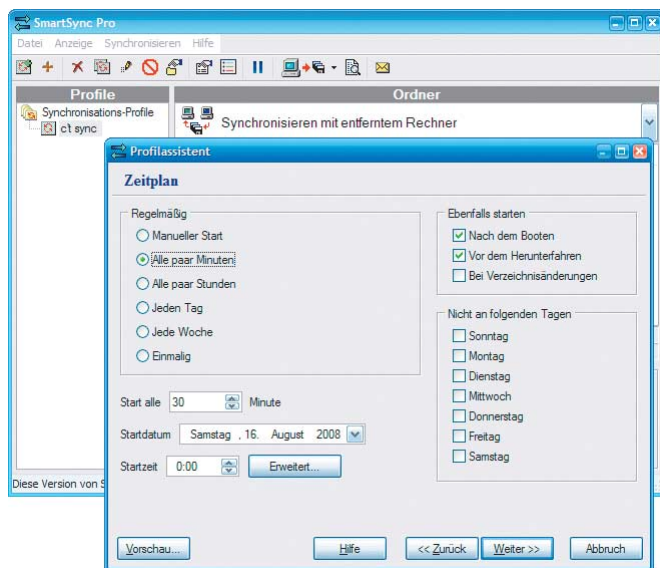 SmartSync Pro
Datei Anzeige Synchronisieren Hilfe
Profile
Ordner
Synchronisations-Profile
c't sync
Synchronisieren mit entferntem Rechner
Profilassistent
Zeitplan
Regelmäßig
Manueller Start
Alle paar Minuten
Alle paar Stunden
Jeden Tag
Jede Woche
Einmalig
Start alle 30 Minute
Startdatum Samstag , 16. August 2008
Startzeit 0:00 Erweitert...
Ebenfalls starten
Nach dem Booten
Vor dem Herunterfahren
Bei Verzeichnisänderungen
Nicht an folgenden Tagen
Sonntag
Montag
Dienstag
Mittwoch
Donnerstag
Freitag
Samstag
Diese Version von
Vorschau... Hilfe << Zurück Weiter >> Abbruch